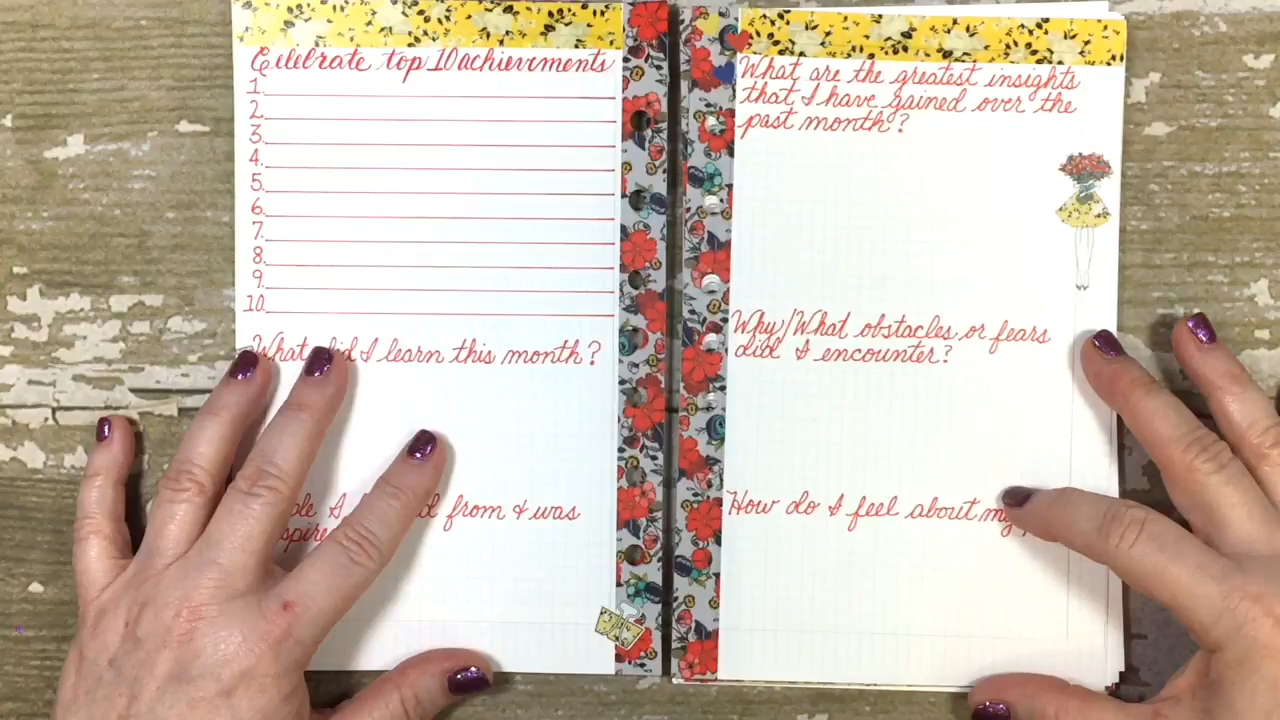 Celebrate top 10 achievements
1.
2.
3.
4.
5.
6.
7.
8.
9.
10.
What did I learn this month?
from & was
What are the greatest insights
that I have gained over the
past month?
Why/What obstacles or fears
did I encounter?
How do I feel about my